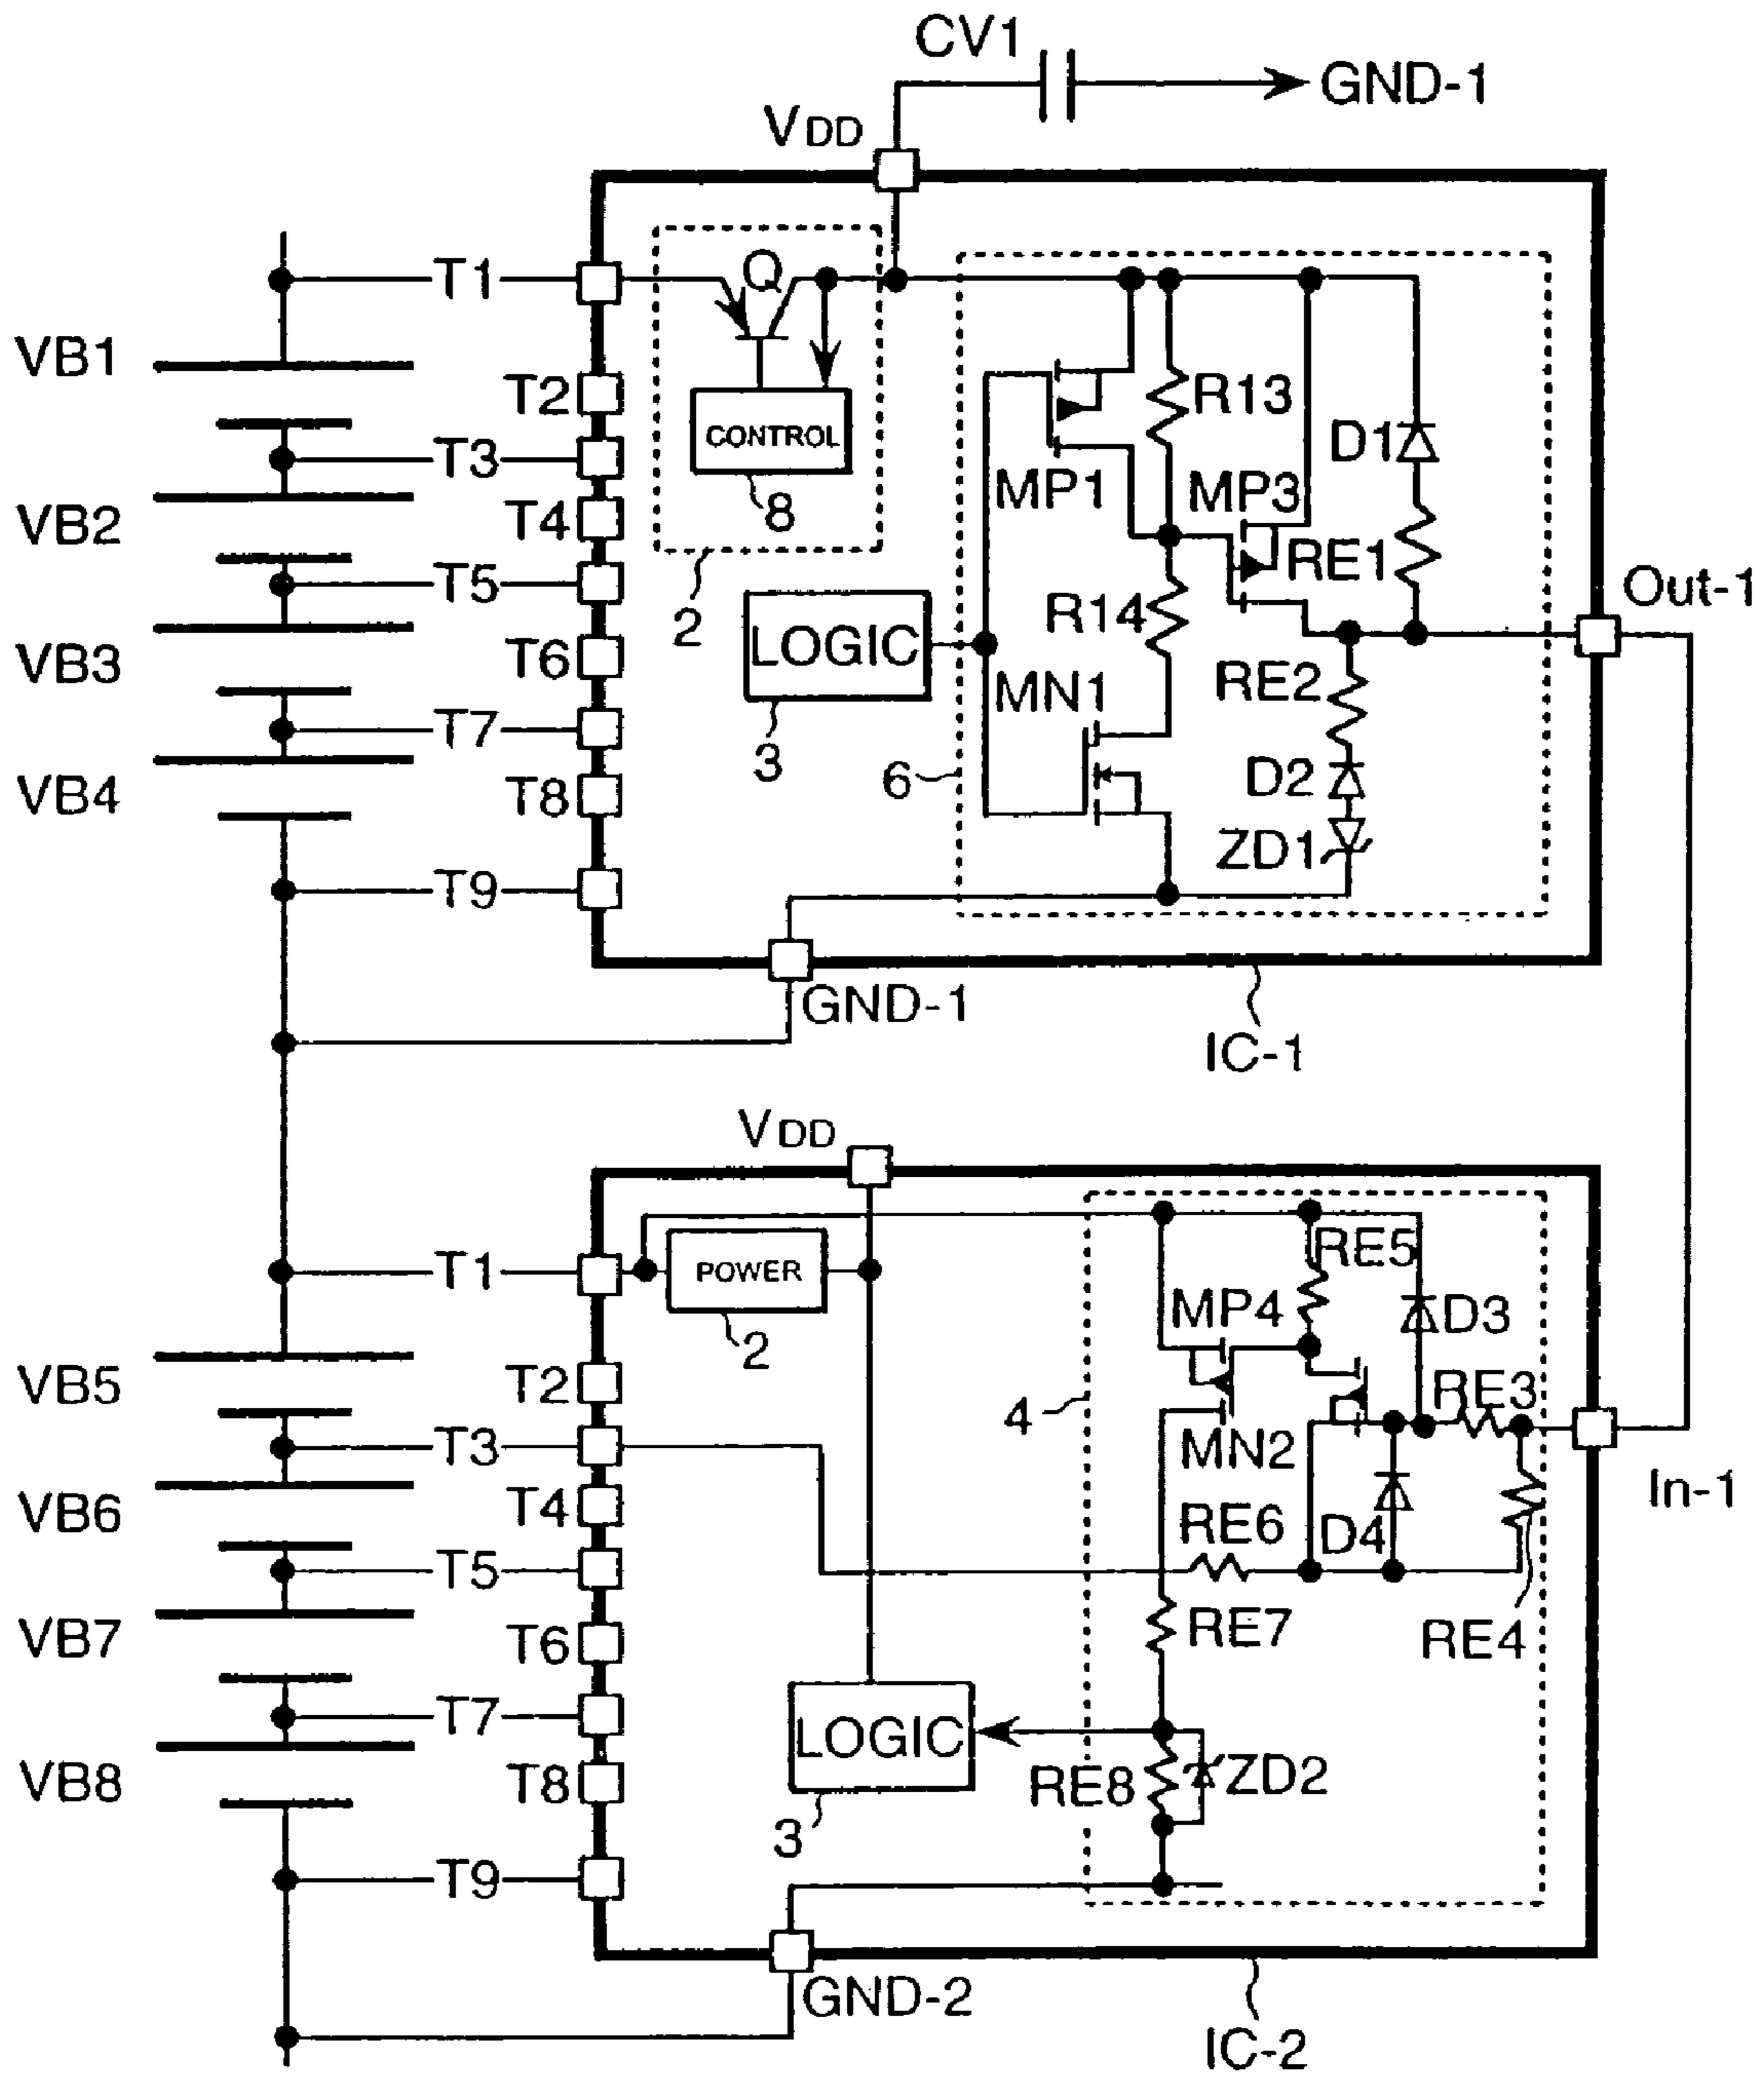 CV1
GND-1
VDD
T1
Q
VB1
T2
CONTROL
R13
D1
T3
MP1
MP3
8
VB2
T4
RE1
T5
2
R14
Out-1
LOGIC
VB3
T6
MN1
RE2
T7
3
6
D2
VB4
T8
ZD1
T9
GND-1
IC-1
VDD
T1
POWER
RE5
MP4
D3
2
VB5
T2
4
RE3
T3
MN2
In-1
VB6
T4
RE6
D4
T5
RE7
RE4
VB7
T6
T7
LOGIC
VB8
T8
RE8
ZD2
3
T9
GND-2
IC-2